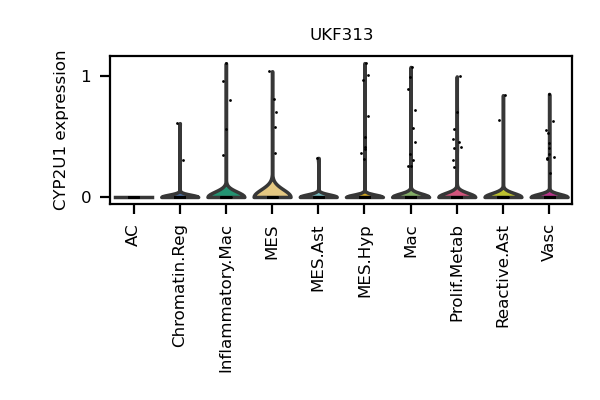 UKF313
CYP2U1 expression
1
0
AC
Chromatin.Reg
Inflammatory.Mac
MES
MES.Ast
MES.Hyp
Mac
Prolif.Metab
Reactive.Ast
Vasc